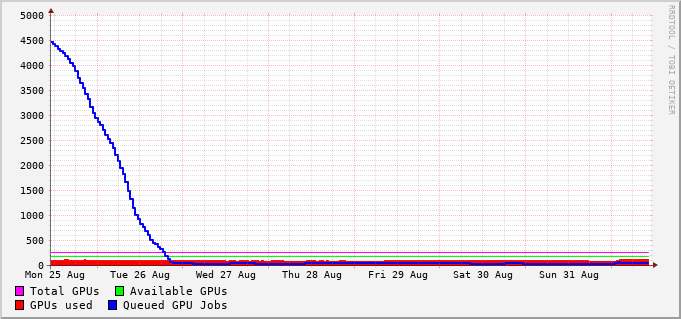 RRDTOOL / TOBI OETIKER
5000
4500
4000
3500
3000
2500
2000
1500
1000
500
0
Mon 25 Aug Tue 26 Aug Wed 27 Aug Thu 28 Aug Fri 29 Aug Sat 30 Aug Sun 31 Aug
Total GPUs Available GPUs
GPUs used Queued GPU Jobs